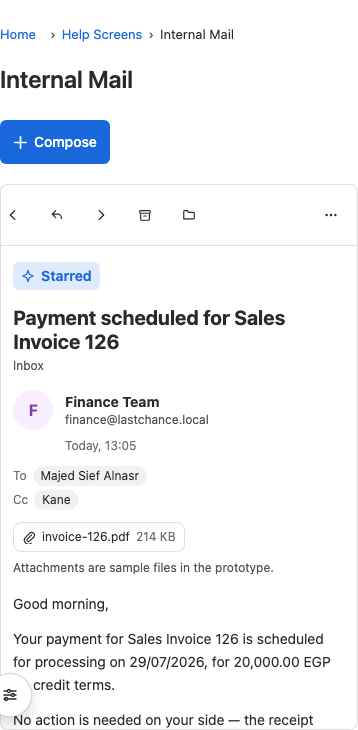 Home › Help Screens › Internal Mail
Internal Mail
+ Compose
Starred
Payment scheduled for Sales
Invoice 126
Inbox
F
Finance Team
finance@lastchance.local
Today, 13:05
To Majed Sief Alnasr
Cc Kane
invoice-126.pdf 214 KB
Attachments are sample files in the prototype.
Good morning,
Your payment for Sales Invoice 126 is scheduled
for processing on 29/07/2026, for 20,000.00 EGP
credit terms.
No action is needed on your side — the receipt